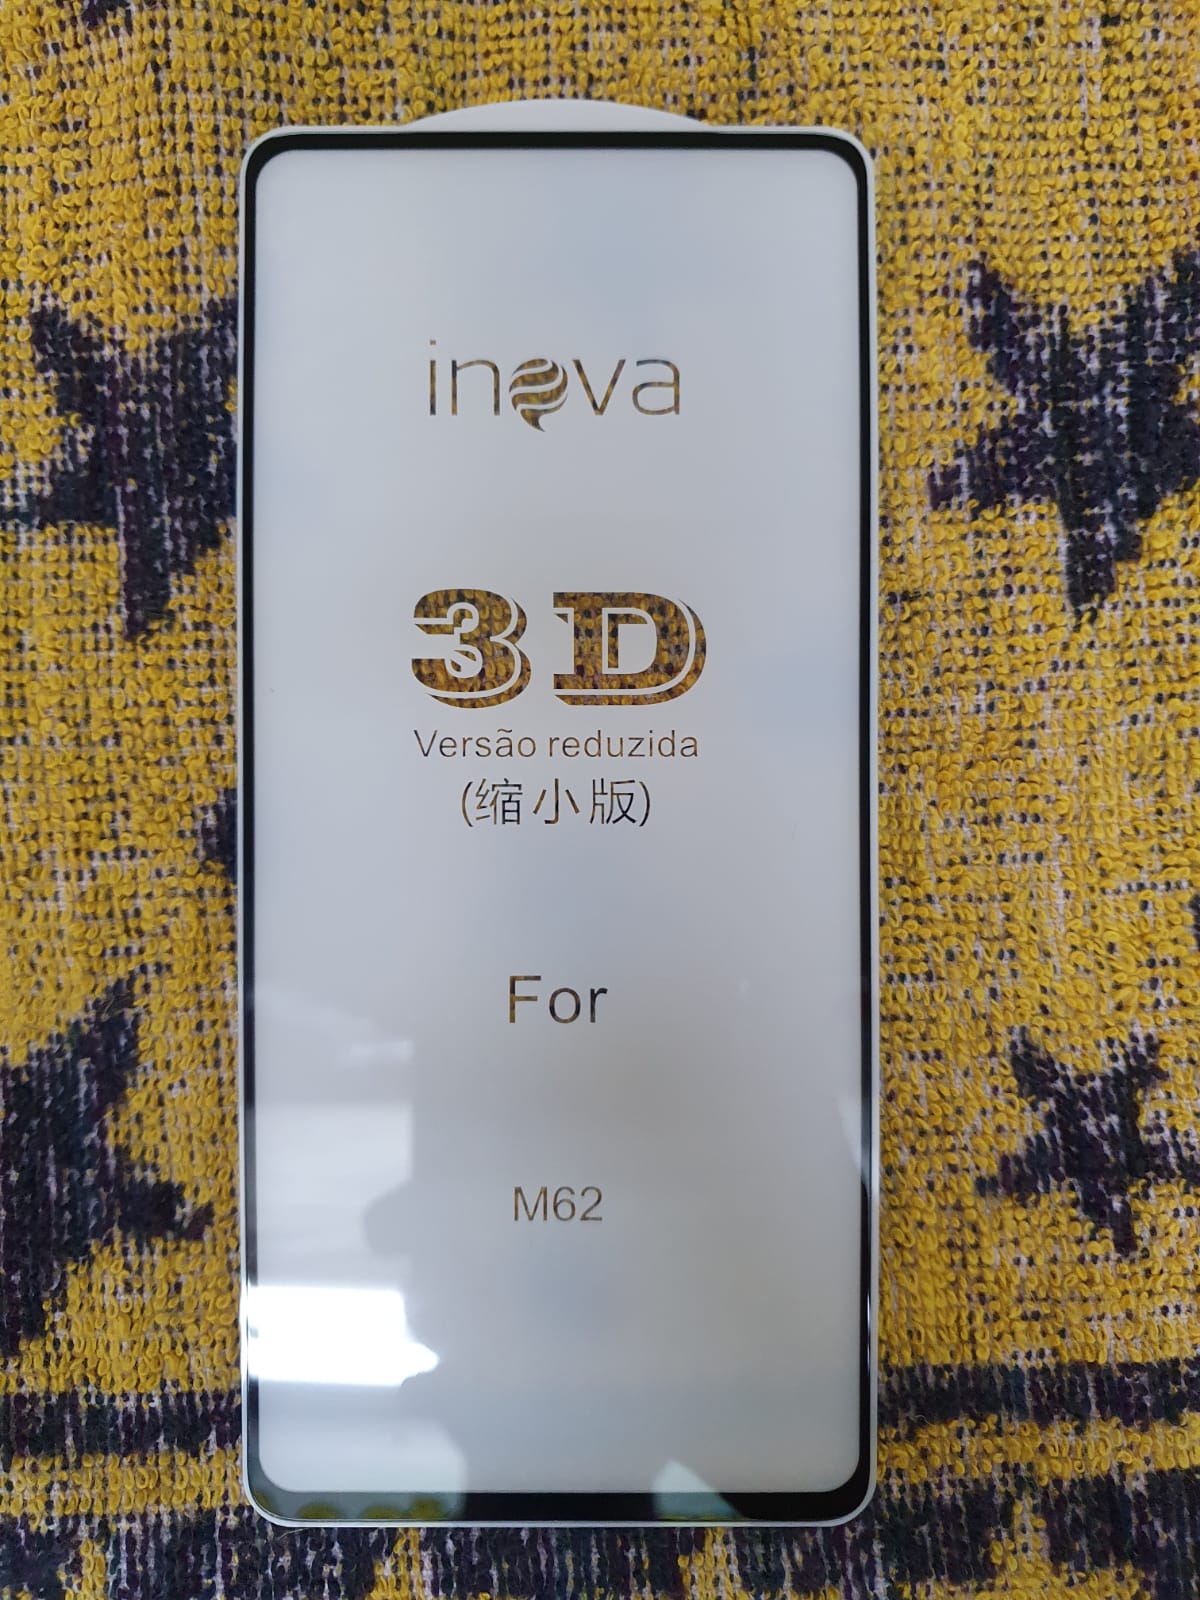 inova
3D
Versão reduzida
(缩小版)
For
M62